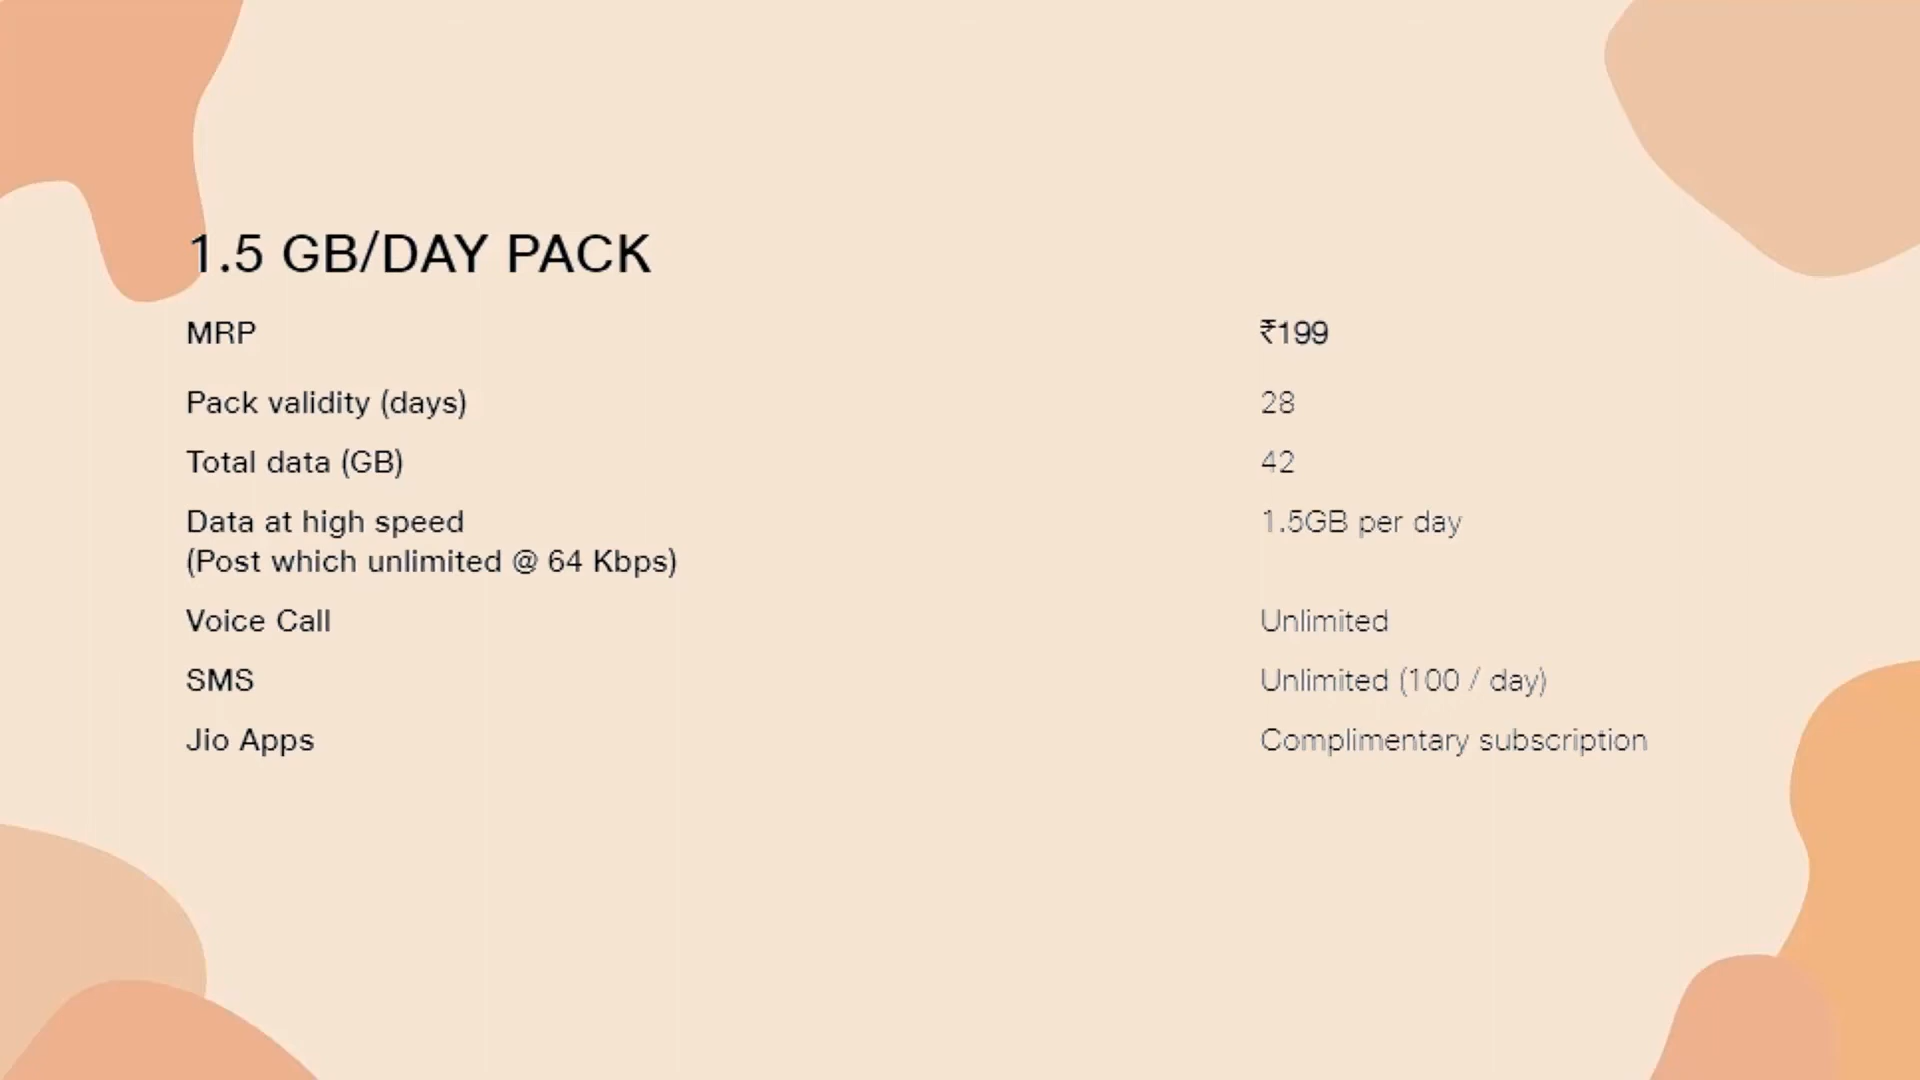 1.5 GB/DAY PACK
MRP ₹199
Pack validity (days) 28
Total data (GB) 42
Data at high speed 1.5GB per day
(Post which unlimited @ 64 Kbps)
Voice Call Unlimited
SMS Unlimited (100 / day)
Jio Apps Complimentary subscription